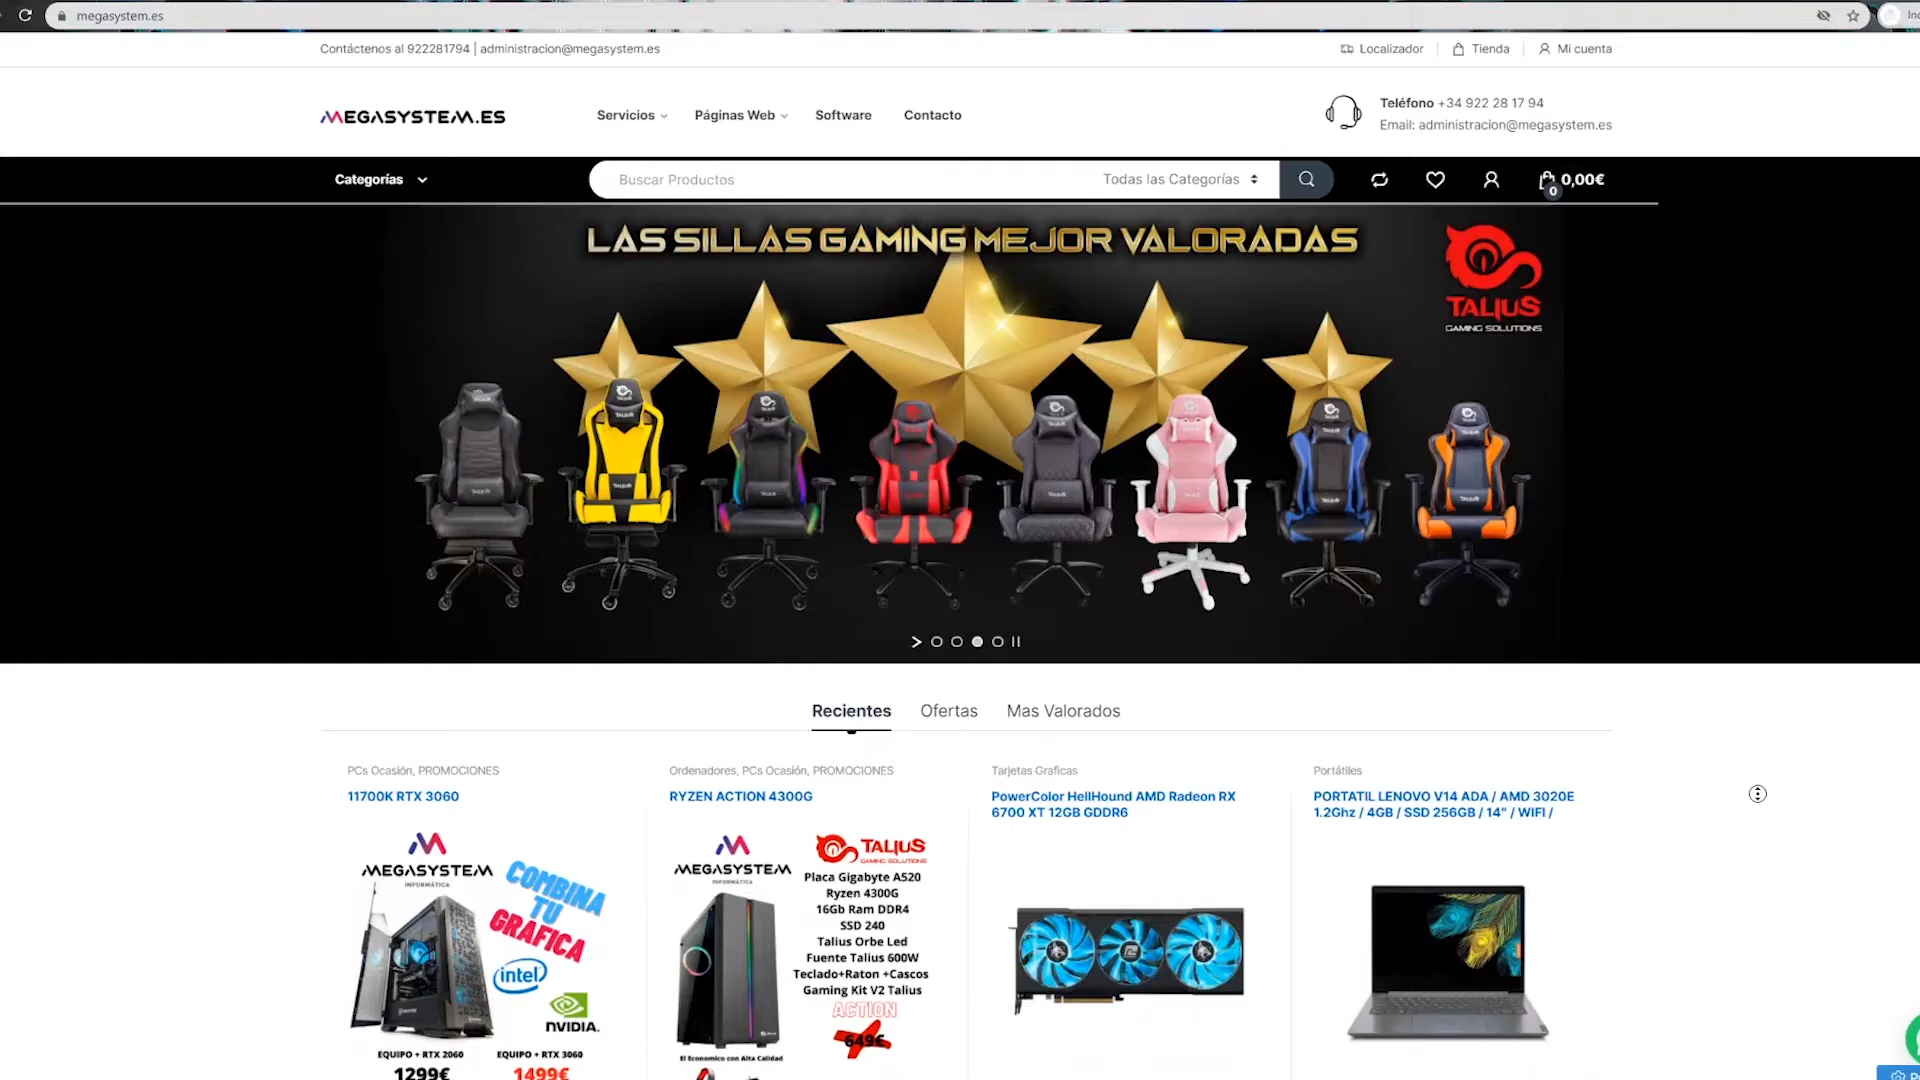 megasystem.es
Contáctenos al 922281794 | administracion@megasystem.es
Localizador
Tienda
Mi cuenta
MEGASYSTEM.ES
Servicios
Páginas Web
Software
Contacto
Teléfono +34 922 28 17 94
Email: administracion@megasystem.es
Categorías
Buscar Productos
Todas las Categorías
0
0,00€
LAS SILLAS GAMING MEJOR VALORADAS
TALIUS
GAMING SOLUTIONS
Recientes
Ofertas
Mas Valorados
PCs Ocasión, PROMOCIONES
11700K RTX 3060
MEGASYSTEM
INFORMÁTICA
COMBINA
TU
GRAFICA
intel
NVIDIA.
EQUIPO + RTX 2060
EQUIPO + RTX 3060
1299€
1499€
Ordenadores, PCs Ocasión, PROMOCIONES
RYZEN ACTION 4300G
MEGASYSTEM
INFORMÁTICA
TALIUS
GAMING SOLUTIONS
Placa Gigabyte A520
Ryzen 4300G
16Gb Ram DDR4
SSD 240
Talius Orbe Led
Fuente Talius 600W
Teclado+Raton +Cascos
Gaming Kit V2 Talius
ACTION
649€
El Economico con Alta Calidad
Tarjetas Graficas
PowerColor HellHound AMD Radeon RX
6700 XT 12GB GDDR6
Portátiles
PORTATIL LENOVO V14 ADA / AMD 3020E
1.2Ghz / 4GB / SSD 256GB / 14″ / WIFI /